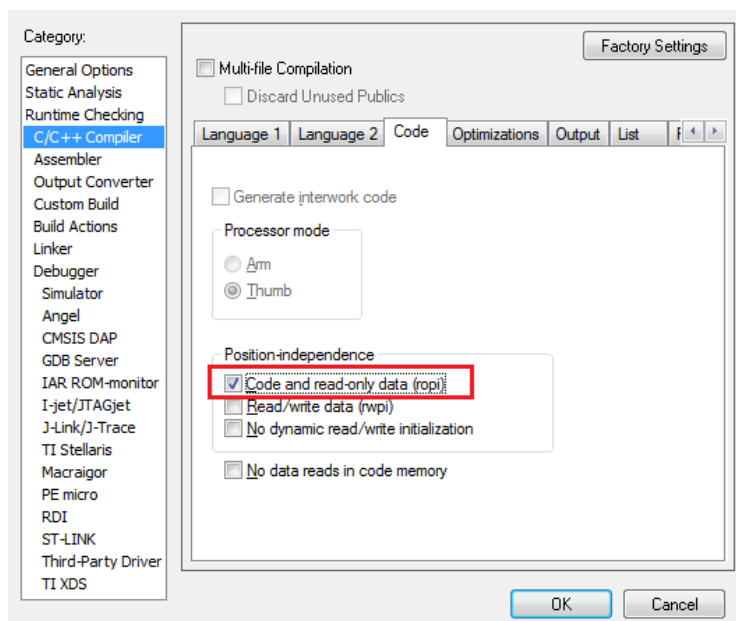 Category:
General Options
Static Analysis
Runtime Checking
C/C++ Compiler
Assembler
Output Converter
Custom Build
Build Actions
Linker
Debugger
Simulator
Angel
CMSIS DAP
GDB Server
IAR ROM-monitor
I-jet/JTAGjet
J-Link/J-Trace
TI Stellaris
Macraigor
PE micro
RDI
ST-LINK
Third-Party Driver
TI XDS
Factory Settings
Multi-file Compilation
Discard Unused Publics
Language 1 Language 2 Code Optimizations Output List
Generate interwork code
Processor mode
Arm
Thumb
Position-independence
Code and read-only data (ropi)
Read/write data (rwpi)
No dynamic read/write initialization
No data reads in code memory
OK Cancel